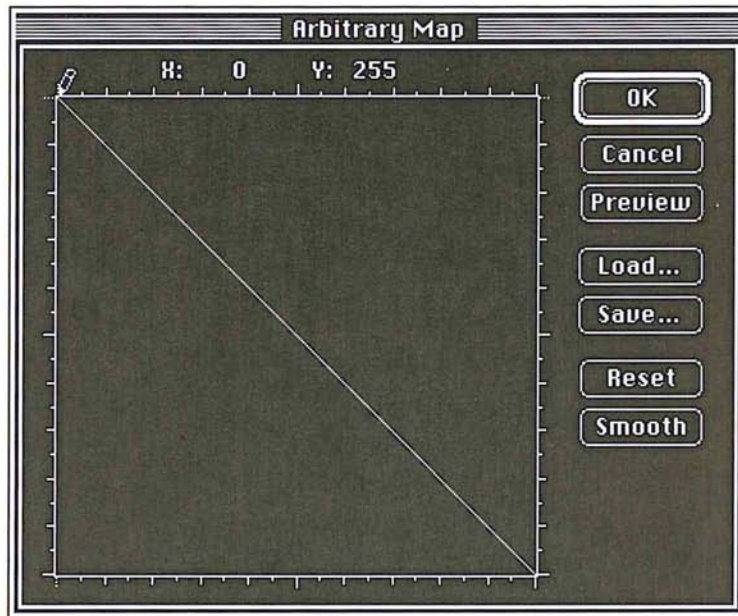 Arbitrary Map
X: 0 Y: 255
OK
Cancel
Preview
Load...
Save...
Reset
Smooth